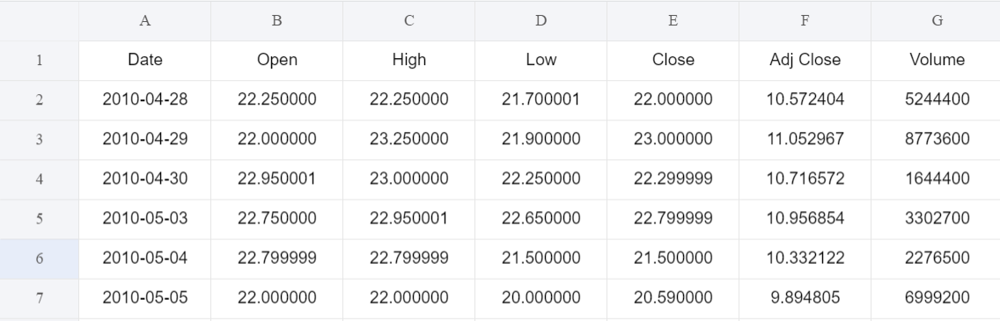 A B C D E F G
1 Date Open High Low Close Adj Close Volume
2 2010-04-28 22.250000 22.250000 21.700001 22.000000 10.572404 5244400
3 2010-04-29 22.000000 23.250000 21.900000 23.000000 11.052967 8773600
4 2010-04-30 22.950001 23.000000 22.250000 22.299999 10.716572 1644400
5 2010-05-03 22.750000 22.950001 22.650000 22.799999 10.956854 3302700
6 2010-05-04 22.799999 22.799999 21.500000 21.500000 10.332122 2276500
7 2010-05-05 22.000000 22.000000 20.000000 20.590000 9.894805 6999200